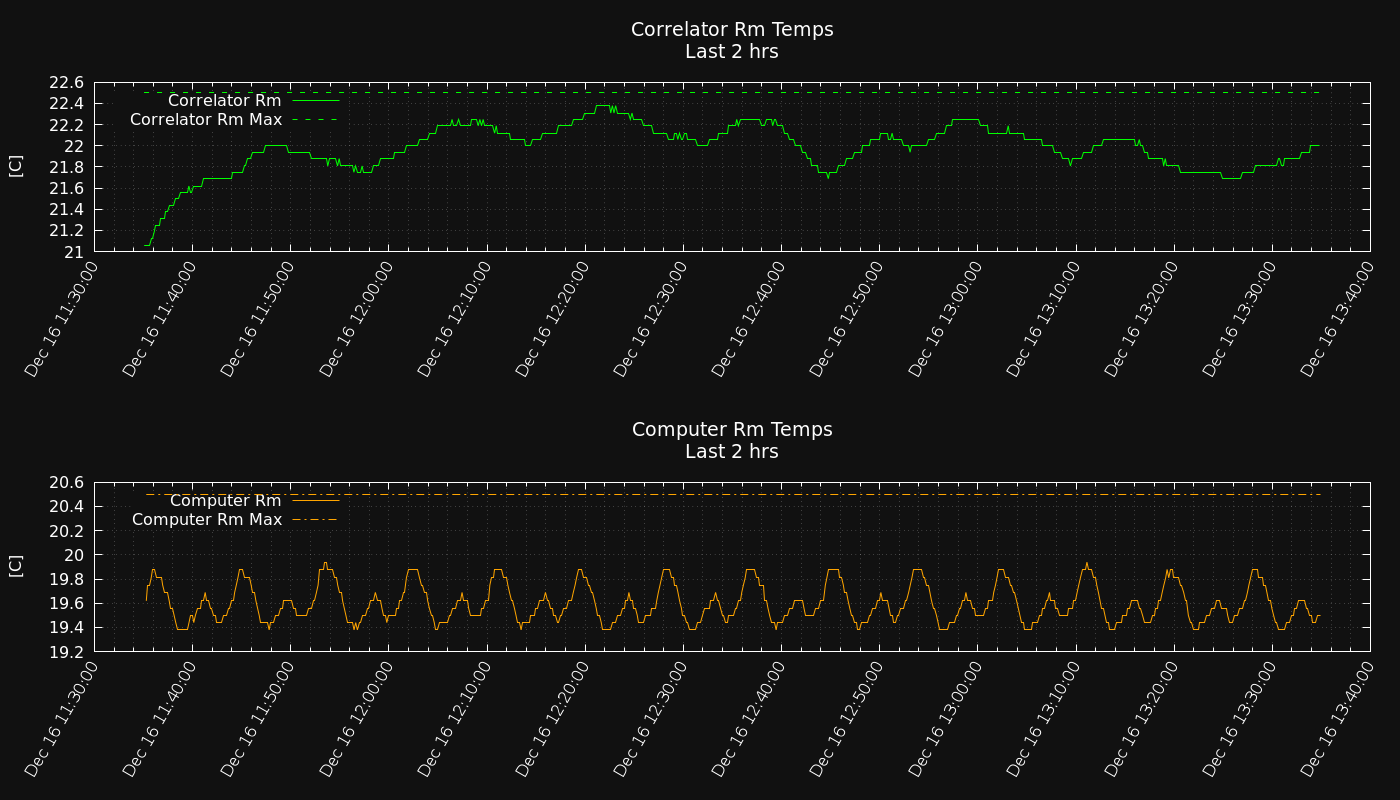 Correlator Rm Temps
Last 2 hrs
22.6
22.4
22.2
22
21.8
21.6
21.4
21.2
21
[C]
Correlator Rm
Correlator Rm Max
Dec 16 11:30:00
Dec 16 11:40:00
Dec 16 11:50:00
Dec 16 12:00:00
Dec 16 12:10:00
Dec 16 12:20:00
Dec 16 12:30:00
Dec 16 12:40:00
Dec 16 12:50:00
Dec 16 13:00:00
Dec 16 13:10:00
Dec 16 13:20:00
Dec 16 13:30:00
Dec 16 13:40:00
Computer Rm Temps
Last 2 hrs
20.6
20.4
20.2
20
19.8
19.6
19.4
19.2
[C]
Computer Rm
Computer Rm Max
Dec 16 11:30:00
Dec 16 11:40:00
Dec 16 11:50:00
Dec 16 12:00:00
Dec 16 12:10:00
Dec 16 12:20:00
Dec 16 12:30:00
Dec 16 12:40:00
Dec 16 12:50:00
Dec 16 13:00:00
Dec 16 13:10:00
Dec 16 13:20:00
Dec 16 13:30:00
Dec 16 13:40:00